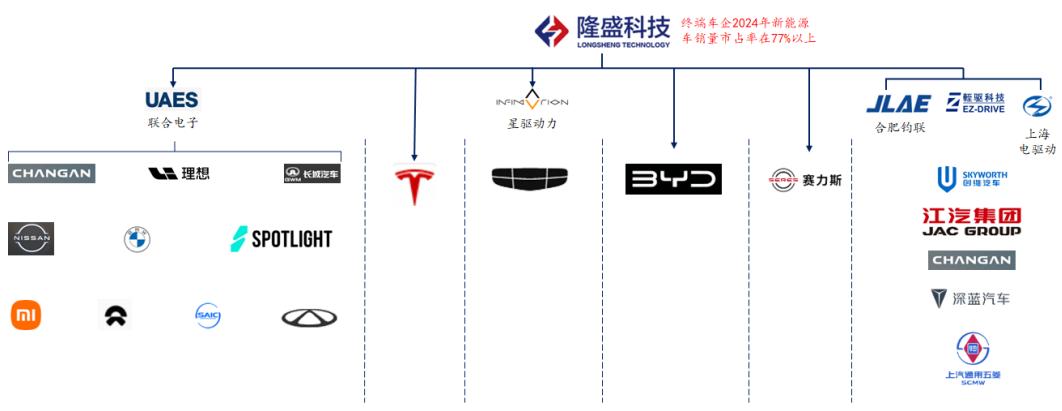 隆盛科技
LONGSHENG TECHNOLOGY
终端车企2024年新能源
车销量市占率在77%以上
UAES
联合电子
INFIMOTION
星驱动力
JLAE
合肥钧联
轾驱科技
EZ-DRIVE
上海
电驱动
CHANGAN
理想
GWM 长城汽车
NISSAN
BMW
SPOTLIGHT
mi
SAIC
BYD
SERES 赛力斯
SKYWORTH
创维汽车
江汽集团
JAC GROUP
CHANGAN
深蓝汽车
上汽通用五菱
SGMW